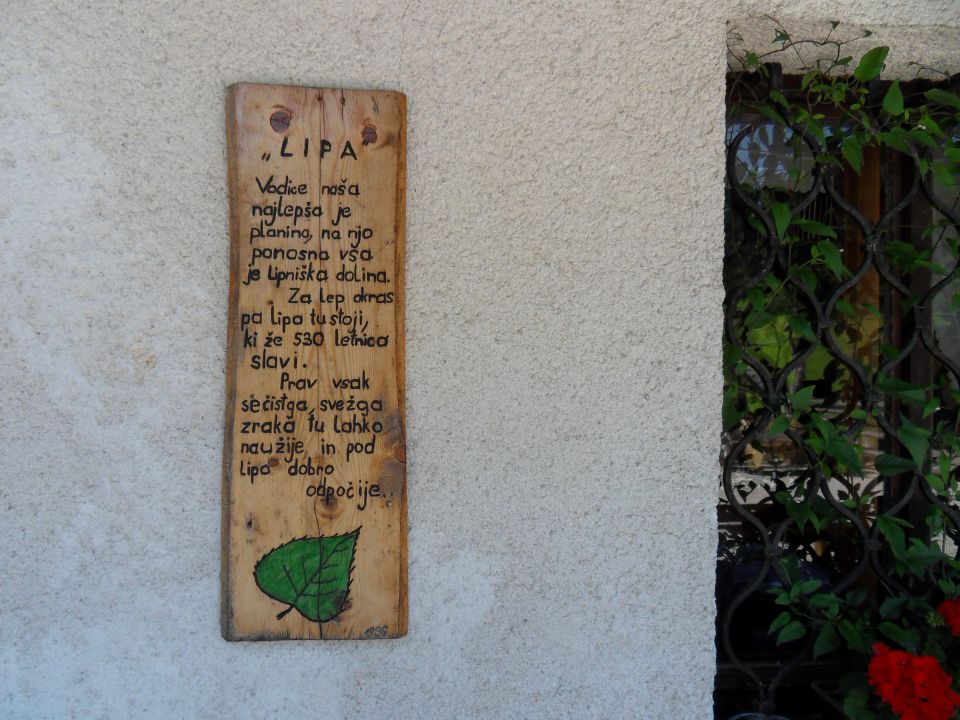 „LIPA"
Vodice naša
najlepša je
planina, na njo
ponosna vsa
je lipniška dolina.
Za lep okras
pa lipa tu stoji,
ki že 530 letnica
slavi.
Prav vsak
se čistga, svežga
zraka tu lahko
naužije in pod
lipo dobro
odpočije.